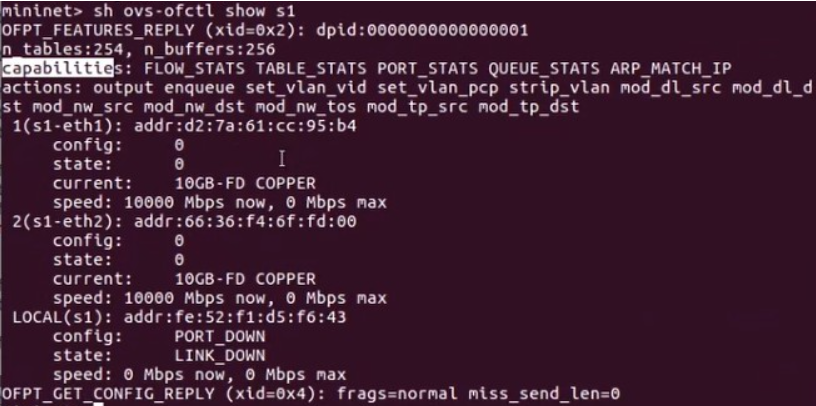 mininet> sh ovs-ofctl show s1
OFPT_FEATURES_REPLY (xid=0x2): dpid:0000000000000001
n_tables:254, n_buffers:256
capabilities: FLOW_STATS TABLE_STATS PORT_STATS QUEUE_STATS ARP_MATCH_IP
actions: output enqueue set_vlan_vid set_vlan_pcp strip_vlan mod_dl_src mod_dl_d
st mod_nw_src mod_nw_dst mod_nw_tos mod_tp_src mod_tp_dst
 1(s1-eth1): addr:d2:7a:61:cc:95:b4
     config:     0
     state:      0
     current:    10GB-FD COPPER
     speed: 10000 Mbps now, 0 Mbps max
 2(s1-eth2): addr:66:36:f4:6f:fd:00
     config:     0
     state:      0
     current:    10GB-FD COPPER
     speed: 10000 Mbps now, 0 Mbps max
 LOCAL(s1): addr:fe:52:f1:d5:f6:43
     config:     PORT_DOWN
     state:      LINK_DOWN
     speed: 0 Mbps now, 0 Mbps max
OFPT_GET_CONFIG_REPLY (xid=0x4): frags=normal miss_send_len=0